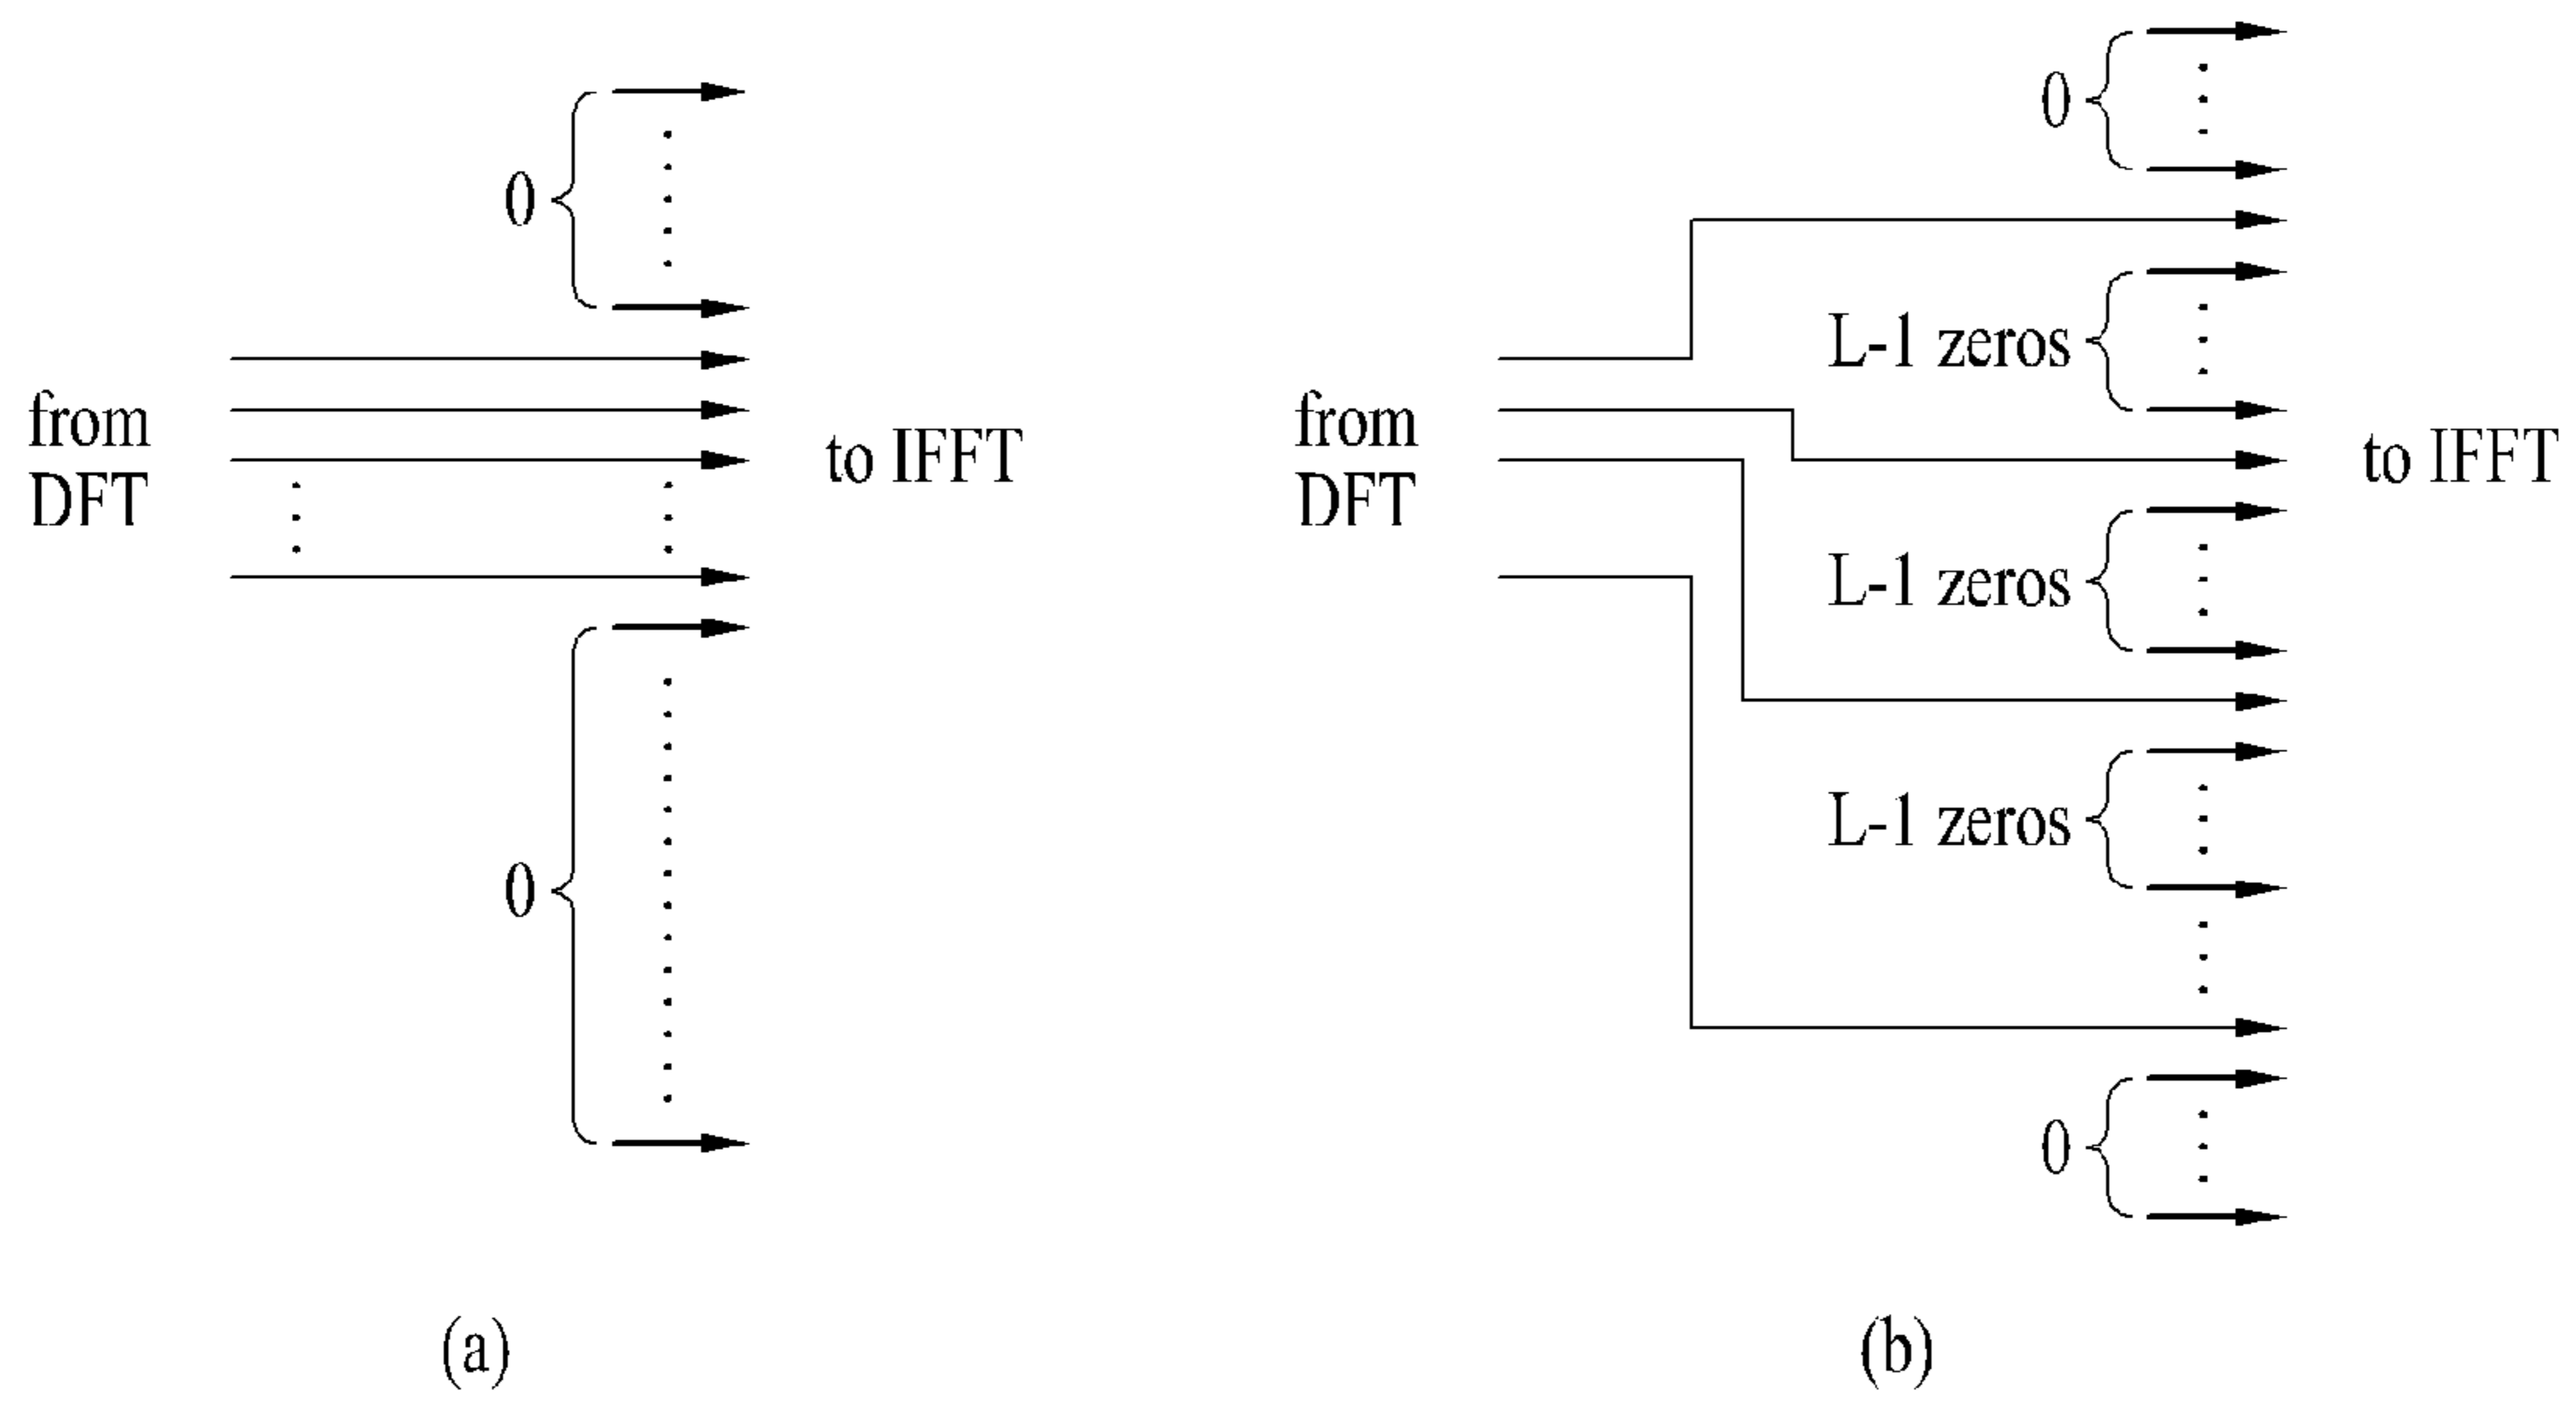 0
from
DFT
to IFFT
0
(a)
0
L-1 zeros
from
DFT
to IFFT
L-1 zeros
L-1 zeros
0
(b)